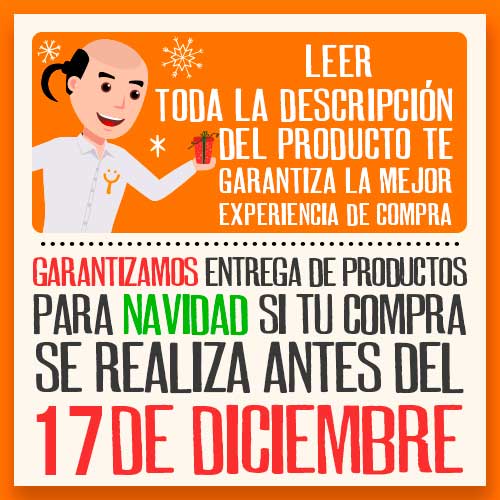 LEER
TODA LA DESCRIPCIÓN
DEL PRODUCTO TE
GARANTIZA LA MEJOR
EXPERIENCIA DE COMPRA
GARANTIZAMOS ENTREGA DE PRODUCTOS
PARA NAVIDAD SI TU COMPRA
SE REALIZA ANTES DEL
17 DE DICIEMBRE